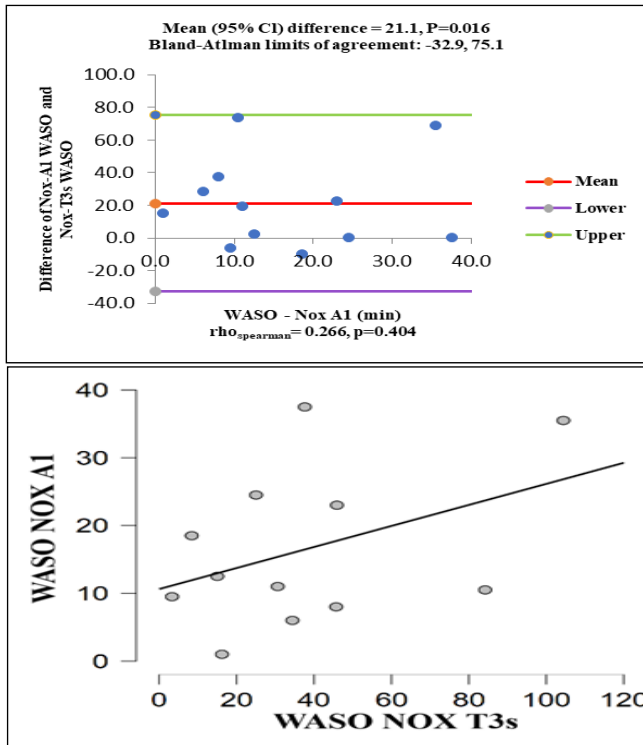 Mean (95% CI) difference = 21.1, P=0.016
Bland-Atlman limits of agreement: -32.9, 75.1
Difference of Nox-A1 WASO and
Nox-T3s WASO
100.0
80.0
60.0
40.0
20.0
0.0
-20.0
-40.0
0.0 10.0 20.0 30.0 40.0
Mean
Lower
Upper
WASO - Nox A1 (min)
rhospearman= 0.266, p=0.404
WASO NOX A1
40
30
20
10
0
0 20 40 60 80 100 120
WASO NOX T3s